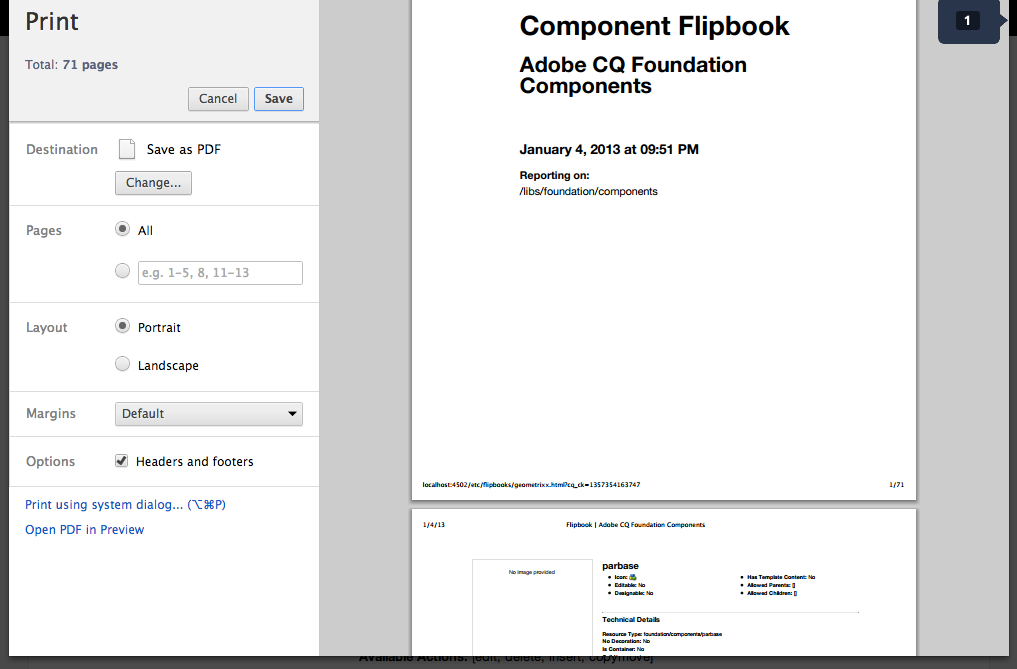 Print
Total: 71 pages
Cancel
Save
Destination
Save as PDF
Change...
Pages
All
e.g. 1-5, 8, 11-13
Layout
Portrait
Landscape
Margins
Default
Options
Headers and footers
Print using system dialog... (⌥⌘P)
Open PDF in Preview
Component Flipbook
Adobe CQ Foundation
Components
January 4, 2013 at 09:51 PM
Reporting on:
/libs/foundation/components
localhost:4502/etc/flipbooks/geometrixx.html?cq_ck=1357354163747
1/71
1
1/4/13
Flipbook | Adobe CQ Foundation Components
No image provided
parbase
Icon:
Editable: No
Designable: No
Has Template Content: No
Allowed Parents: []
Allowed Children: []
Technical Details
Resource Type: foundation/components/parbase
No Decoration: No
Is Container: No
Available Actions: [edit, delete, insert, copymove]